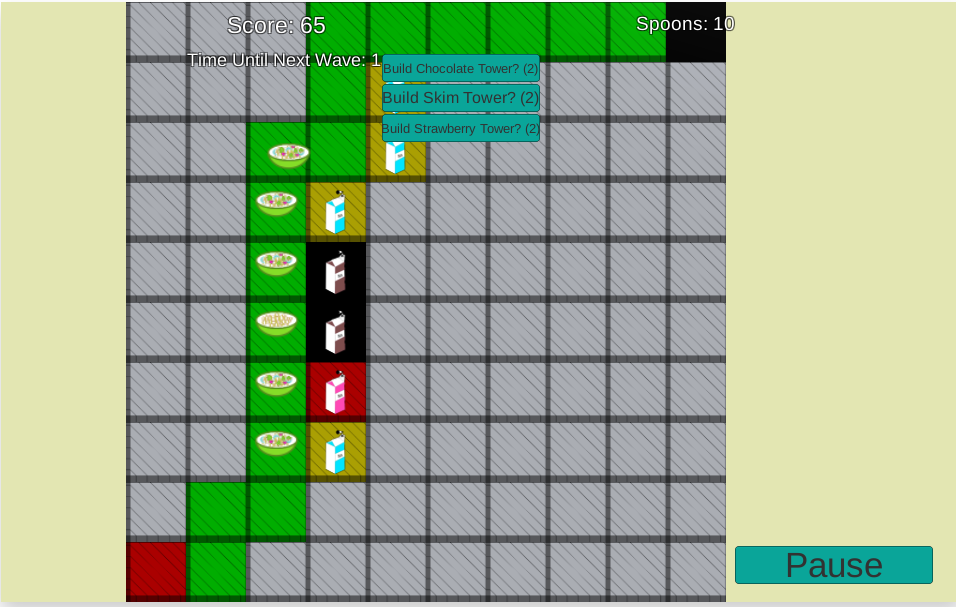 Score: 65
Spoons: 10
Time Until Next Wave: 1
Build Chocolate Tower? (2)
Build Skim Tower? (2)
Build Strawberry Tower? (2)
Pause